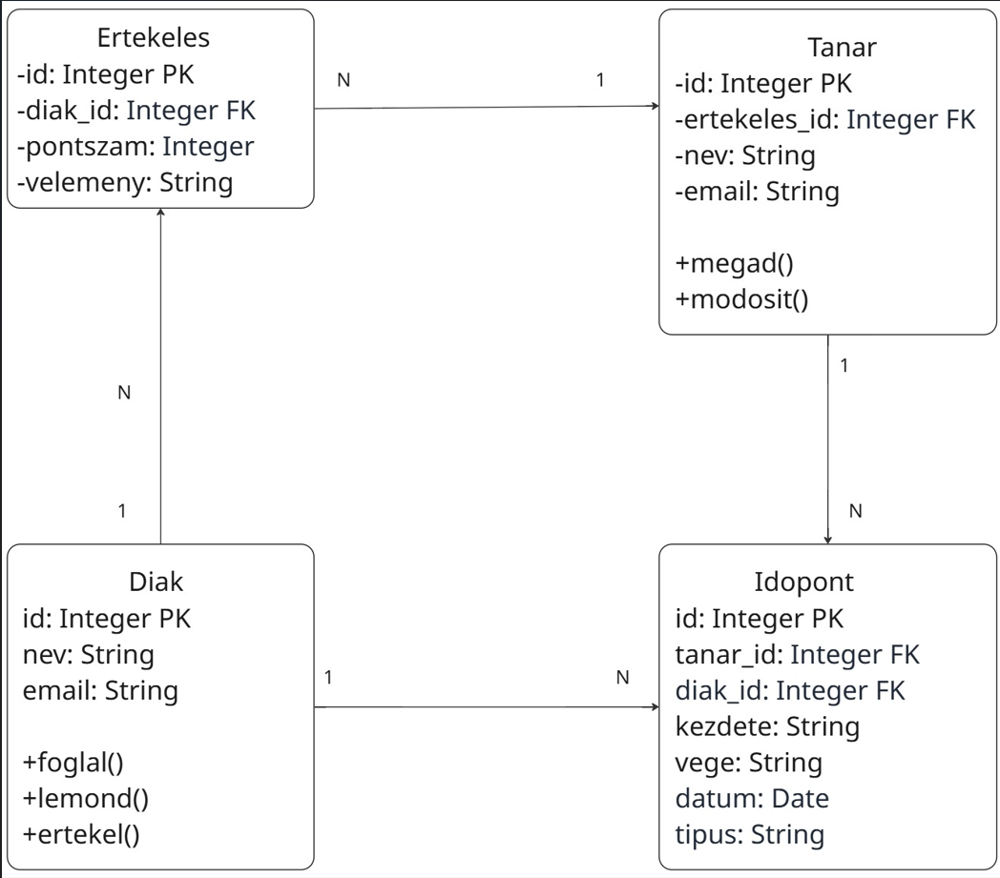 Ertekeles
-id: Integer PK
-diak_id: Integer FK
-pontszam: Integer
-velemeny: String
N
1
Tanar
-id: Integer PK
-ertekeles_id: Integer FK
-nev: String
-email: String
+megad()
+modosit()
N
1
1
N
Diak
id: Integer PK
nev: String
email: String
+foglal()
+lemond()
+ertekel()
1
N
Idopont
id: Integer PK
tanar_id: Integer FK
diak_id: Integer FK
kezdete: String
vege: String
datum: Date
tipus: String